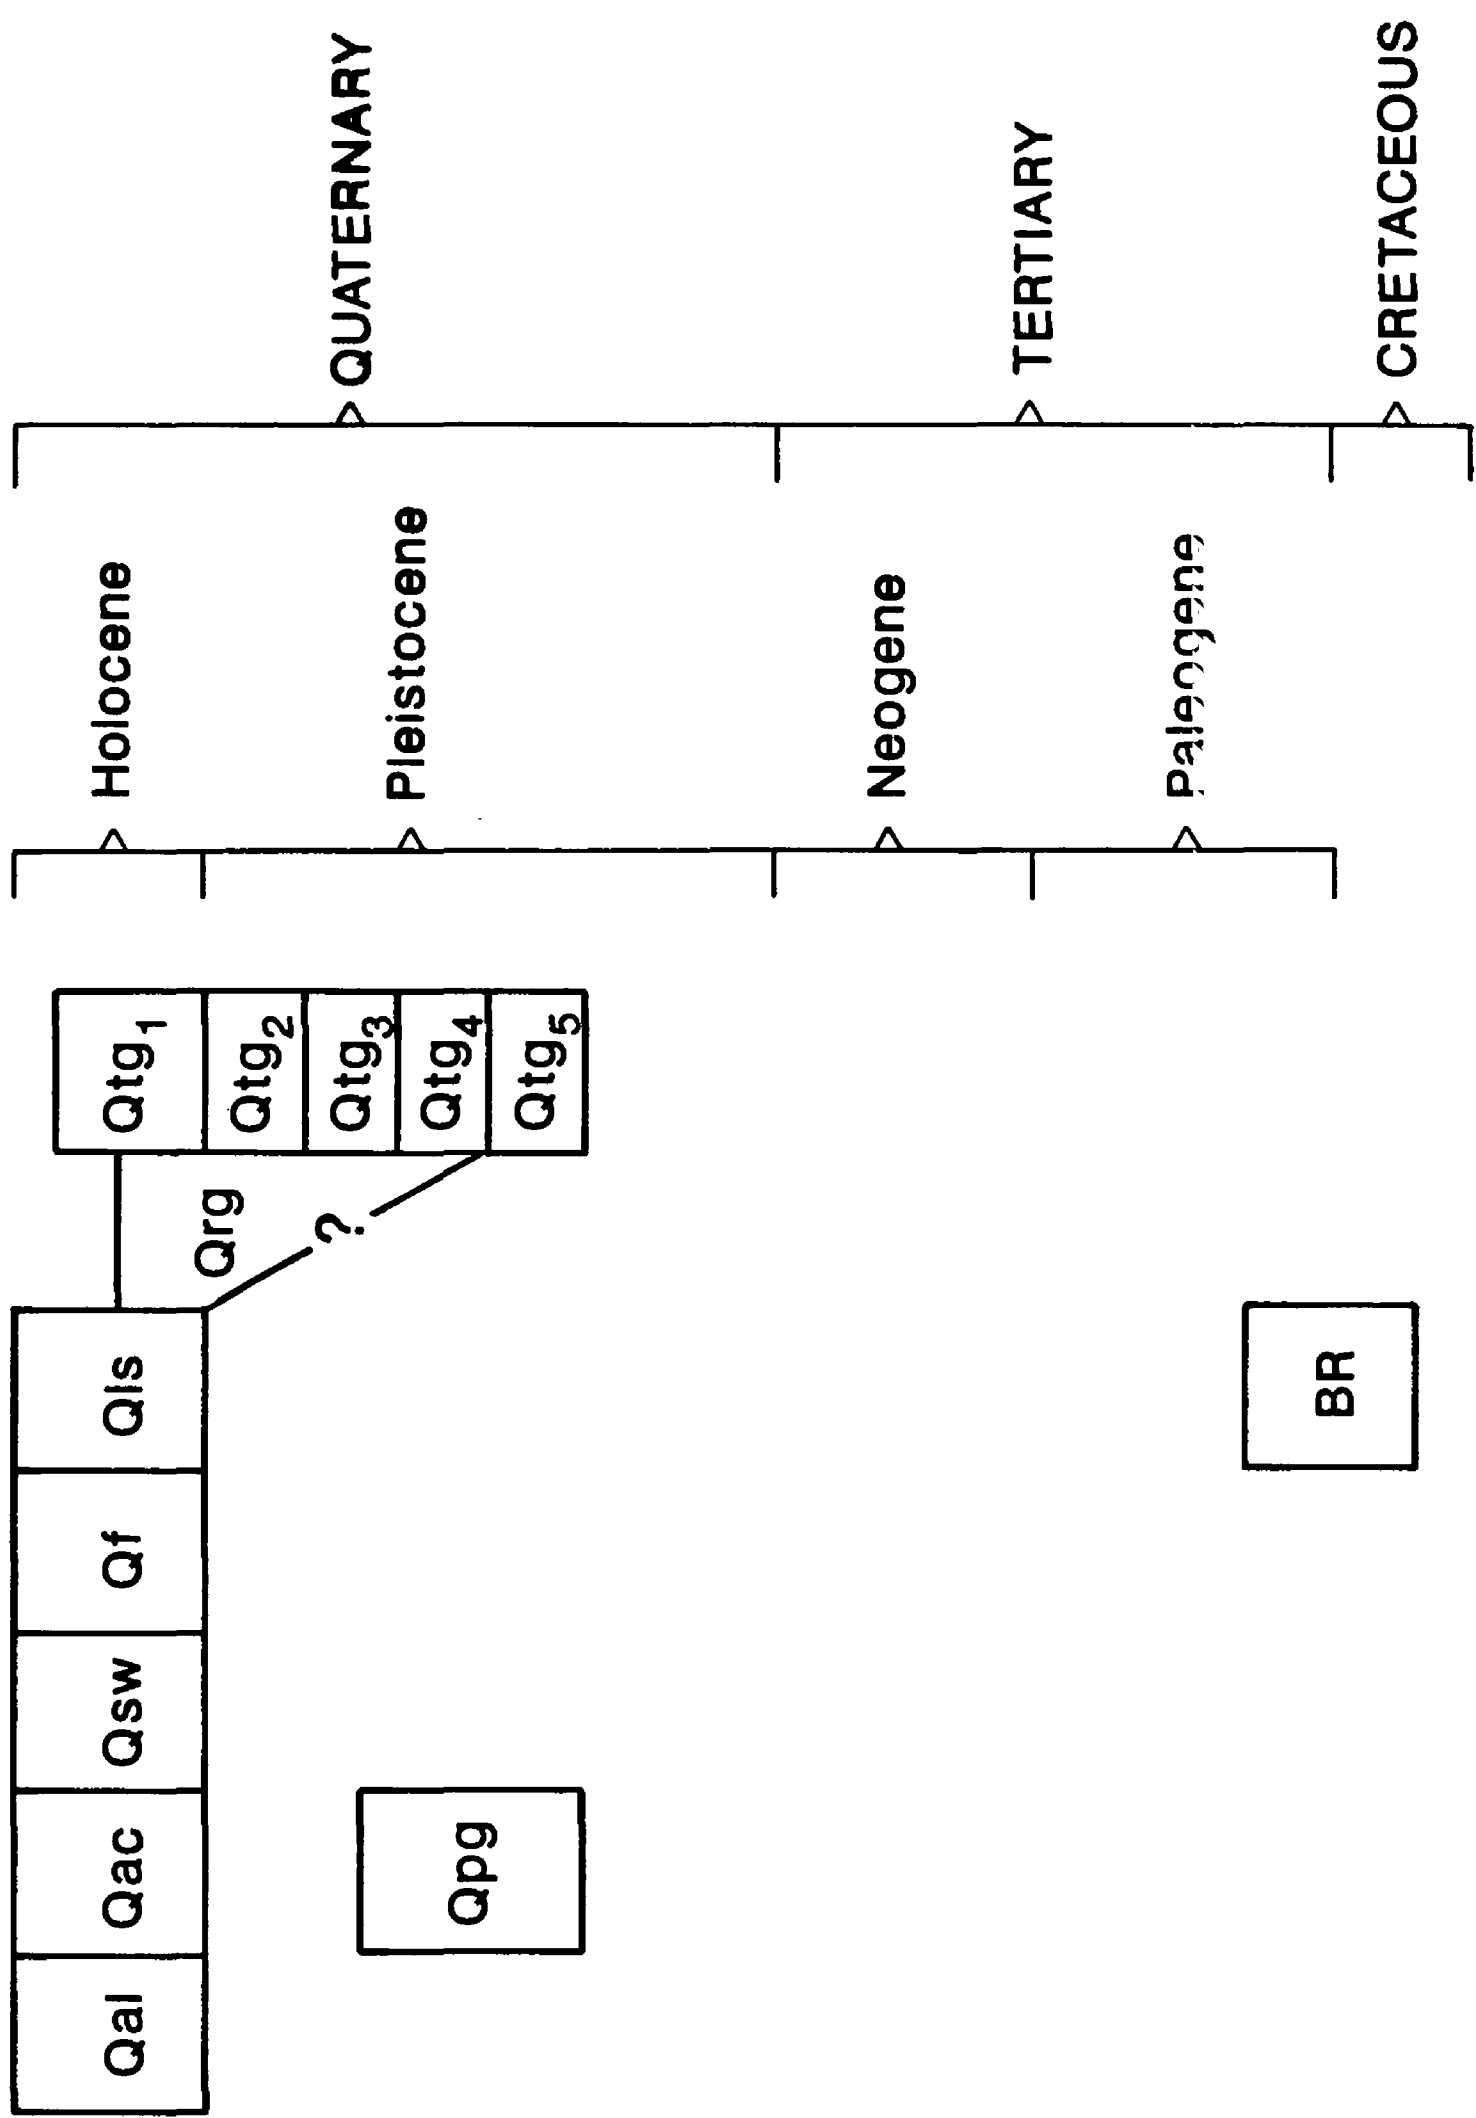 Qal
Qac
Qsw
Qf
Qls
Qrg
?
Qtg1
Qtg2
Qtg3
Qtg4
Qtg5
Qpg
BR
Holocene
Pleistocene
Neogene
Paleogene
QUATERNARY
TERTIARY
CRETACEOUS